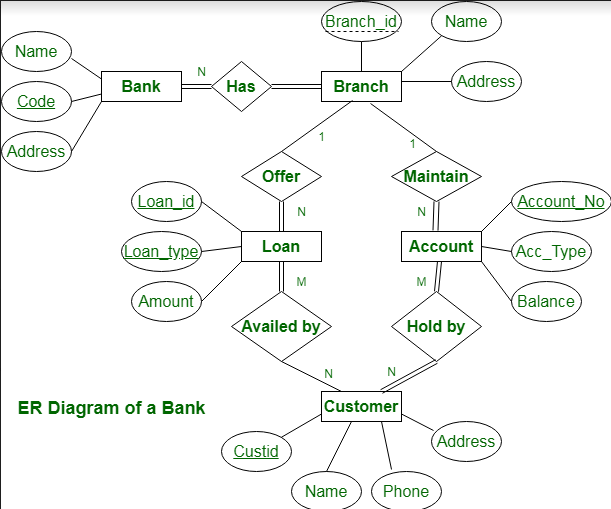 Branch_id
Name
Name
N
Bank
Has
Branch
Address
Code
Address
1
1
Offer
Maintain
Loan_id
N
N
Account_No
Loan_type
Loan
Account
Acc_Type
Amount
M
M
Balance
Availed by
Hold by
N
N
ER Diagram of a Bank
Customer
Custid
Address
Name
Phone